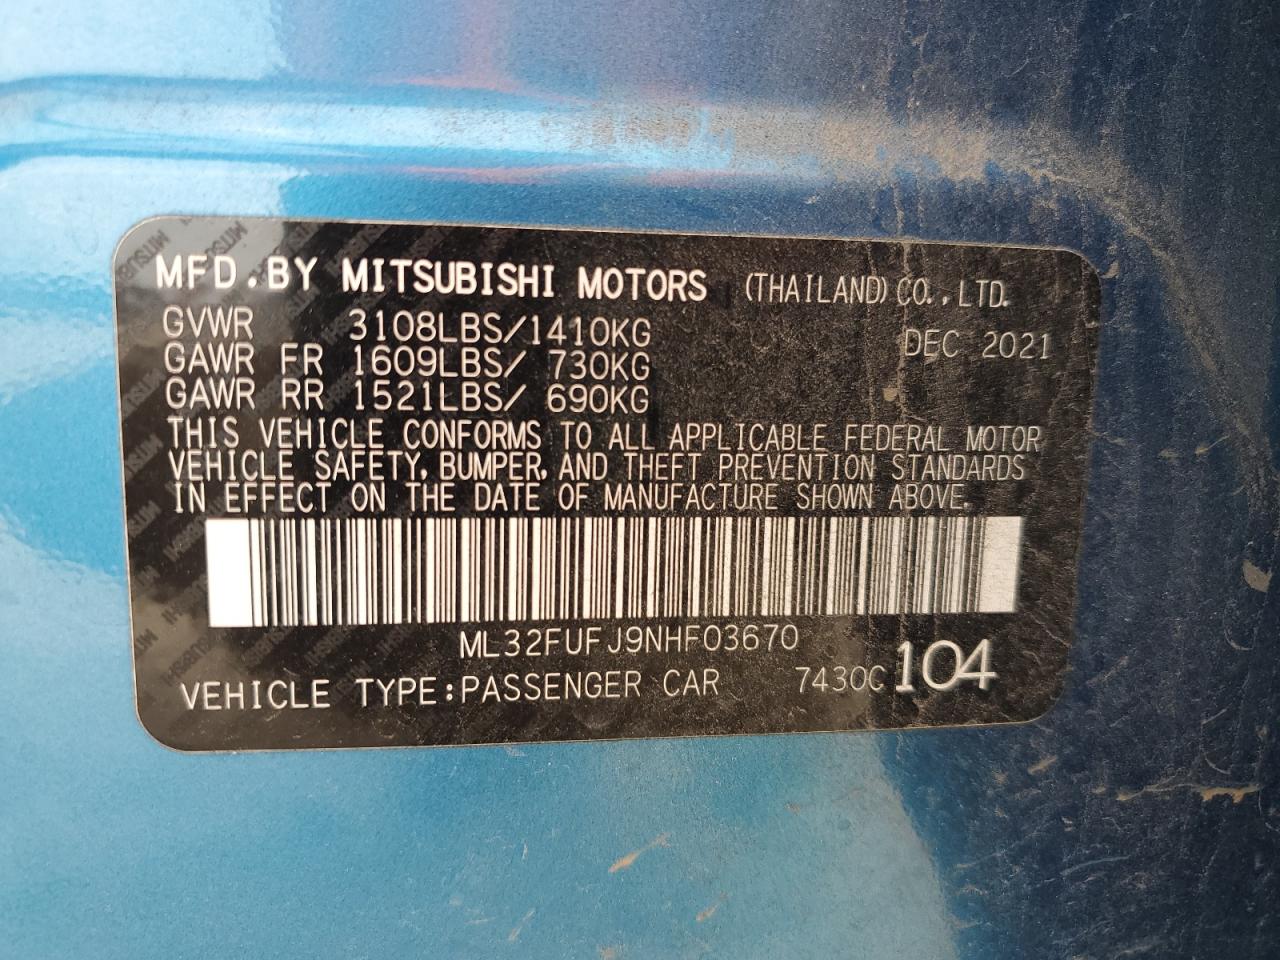 MFD.BY MITSUBISHI MOTORS (THAILAND) CO., LTD.
GVWR 3108LBS/1410KG DEC 2021
GAWR FR 1609LBS/ 730KG
GAWR RR 1521LBS/ 690KG
THIS VEHICLE CONFORMS TO ALL APPLICABLE FEDERAL MOTOR
VEHICLE SAFETY, BUMPER, AND THEFT PREVENTION STANDARDS
IN EFFECT ON THE DATE OF MANUFACTURE SHOWN ABOVE.
ML32FUFJ9NHF03670
VEHICLE TYPE:PASSENGER CAR 7430C 104